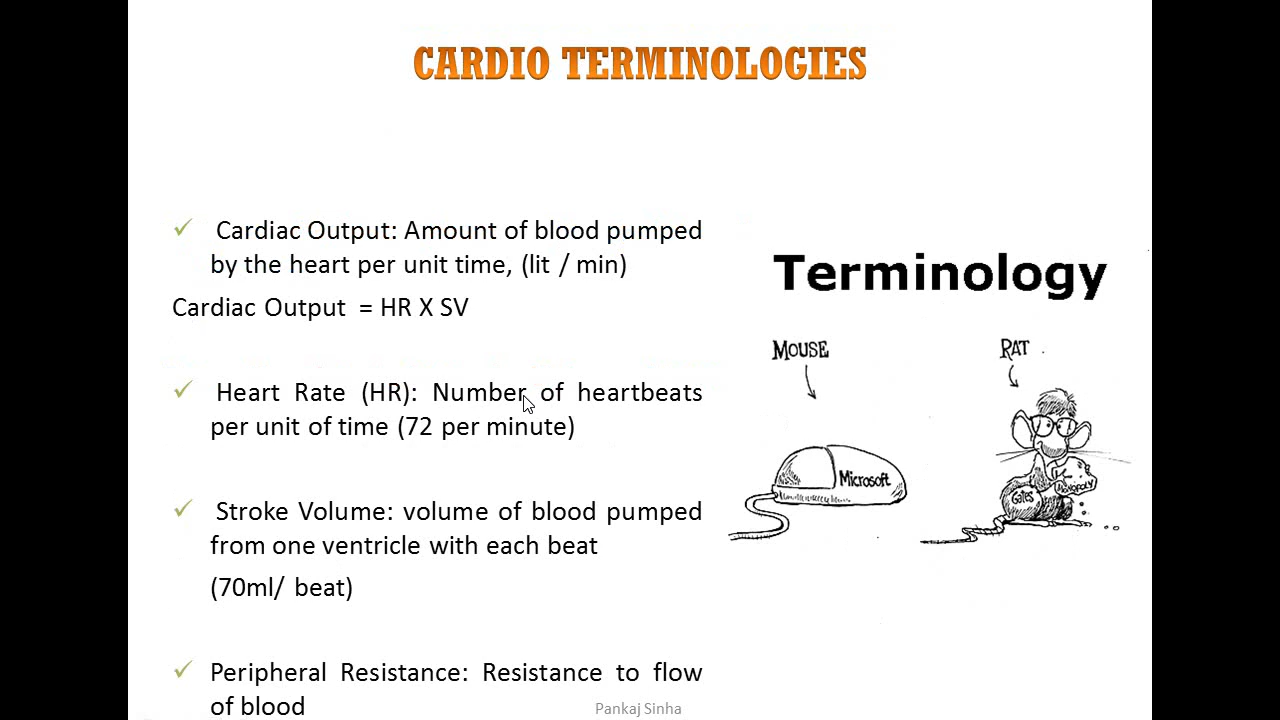 CARDIO TERMINOLOGIES
✓ Cardiac Output: Amount of blood pumped
by the heart per unit time, (lit / min)
Cardiac Output = HR X SV
✓ Heart Rate (HR): Number of heartbeats
per unit of time (72 per minute)
✓ Stroke Volume: volume of blood pumped
from one ventricle with each beat
(70ml/ beat)
✓ Peripheral Resistance: Resistance to flow
of blood
Terminology
MOUSE
RAT
Microsoft
GATES
MONOPOLY
Pankaj Sinha